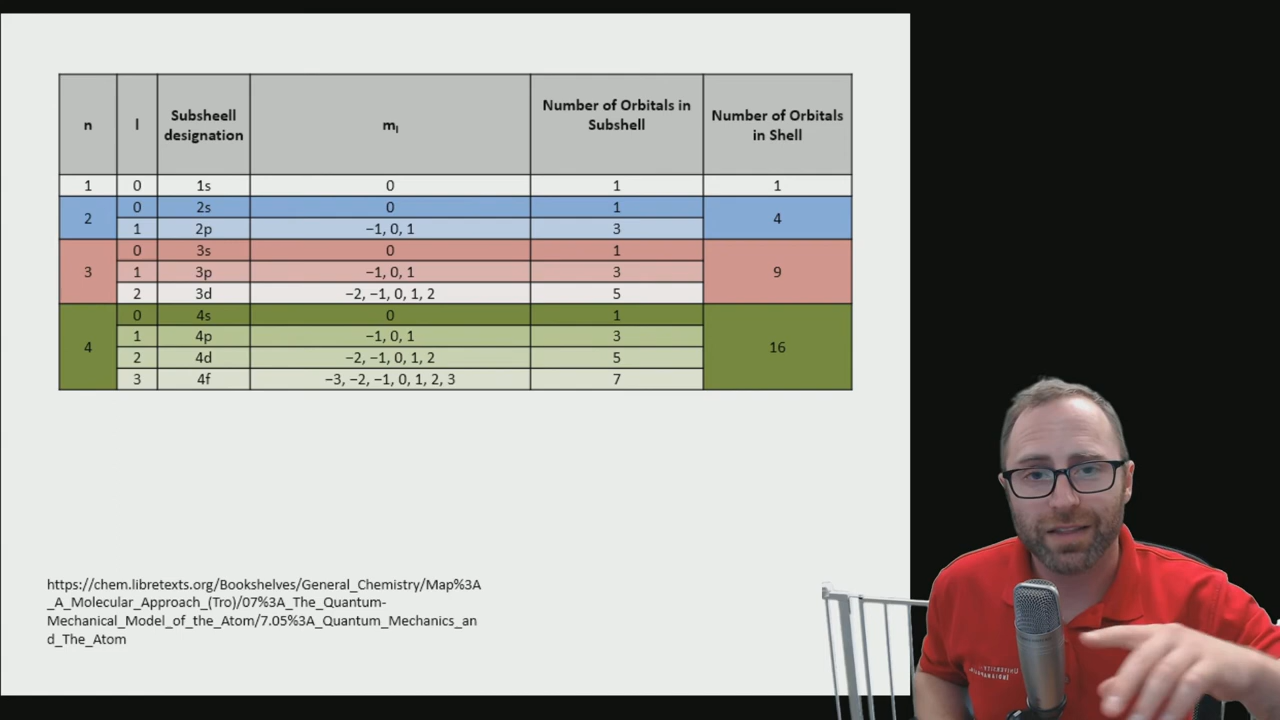 n l Subsheell designation m_l Number of Orbitals in Subshell Number of Orbitals in Shell
1 0 1s 0 1 1
2 0 2s 0 1 4
1 2p −1, 0, 1 3
3 0 3s 0 1 9
1 3p −1, 0, 1 3
2 3d −2, −1, 0, 1, 2 5
4 0 4s 0 1 16
1 4p −1, 0, 1 3
2 4d −2, −1, 0, 1, 2 5
3 4f −3, −2, −1, 0, 1, 2, 3 7
https://chem.libretexts.org/Bookshelves/General_Chemistry/Map%3A
_A_Molecular_Approach_(Tro)/07%3A_The_Quantum-
Mechanical_Model_of_the_Atom/7.05%3A_Quantum_Mechanics_an
d_The_Atom
UNIVERSITY
INDIANAPOLIS